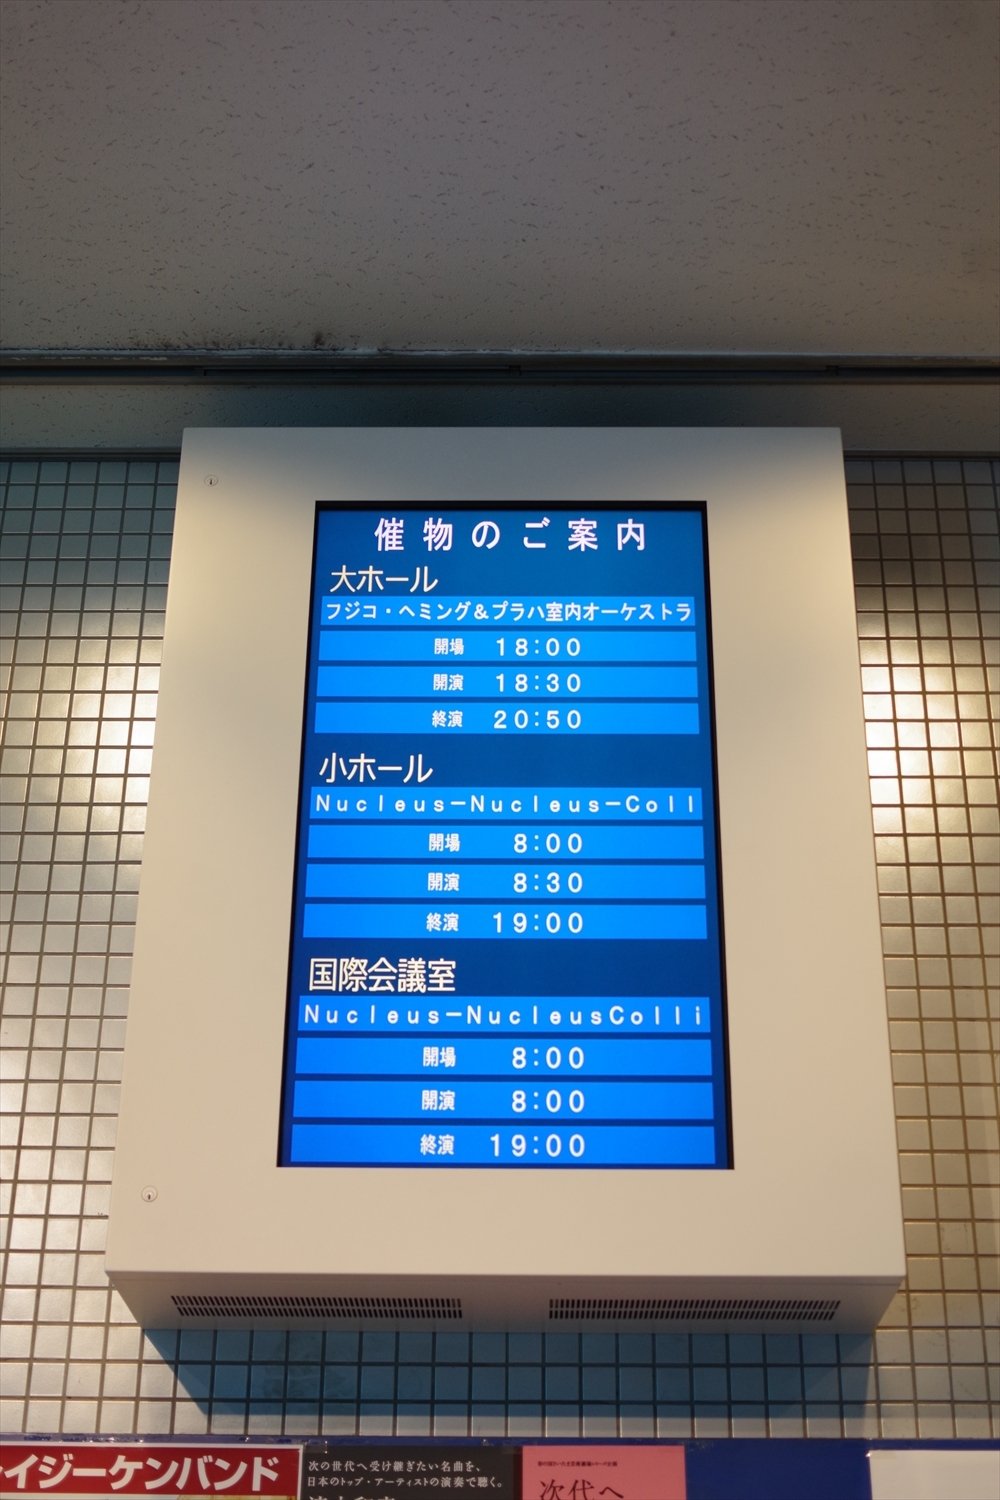 催物のご案内
大ホール
フジコ・ヘミング&プラハ室内オーケストラ
開場 18:00
開演 18:30
終演 20:50
小ホール
Nucleus－Nucleus－Coll
開場 8:00
開演 8:30
終演 19:00
国際会議室
Nucleus－NucleusColli
開場 8:00
開演 8:00
終演 19:00
イジーケンバンド
次の世代へ受け継ぎたい名曲を、
日本のトップ・アーティストの演奏で聴く。
次代へ